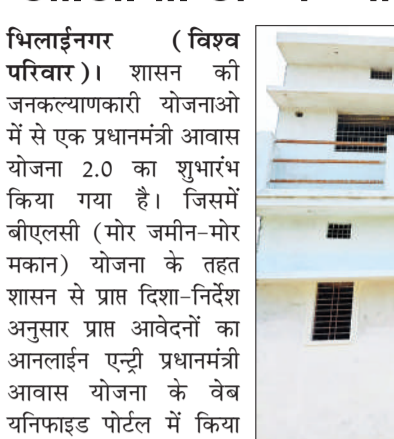 भिलाईनगर (विश्व
परिवार)। शासन की
जनकल्याणकारी योजनाओ
में से एक प्रधानमंत्री आवास
योजना 2.0 का शुभारंभ
किया गया है। जिसमें
बीएलसी (मोर जमीन-मोर
मकान) योजना के तहत
शासन से प्राप्त दिशा-निर्देश
अनुसार प्राप्त आवेदनों का
आनलाईन एन्ट्री प्रधानमंत्री
आवास योजना के वेब
यनिफाइड पोर्टल में किया